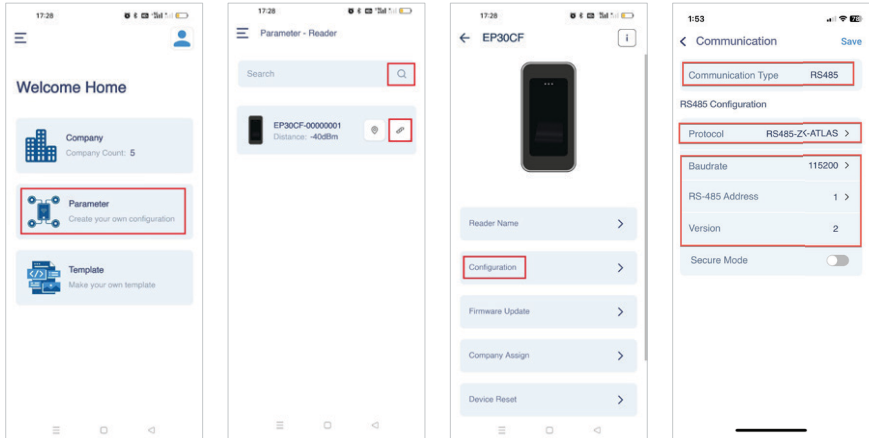 17:28
Welcome Home
Company
Company Count: 5
Parameter
Create your own configuration
Template
Make your own template
17:28
Parameter - Reader
Search
EP30CF-00000001
Distance: -40dBm
17:28
EP30CF
i
Reader Name
Configuration
Firmware Update
Company Assign
Device Reset
1:53
Communication
Save
Communication Type RS485
RS485 Configuration
Protocol RS485-ZK-ATLAS
Baudrate 115200
RS-485 Address 1
Version 2
Secure Mode